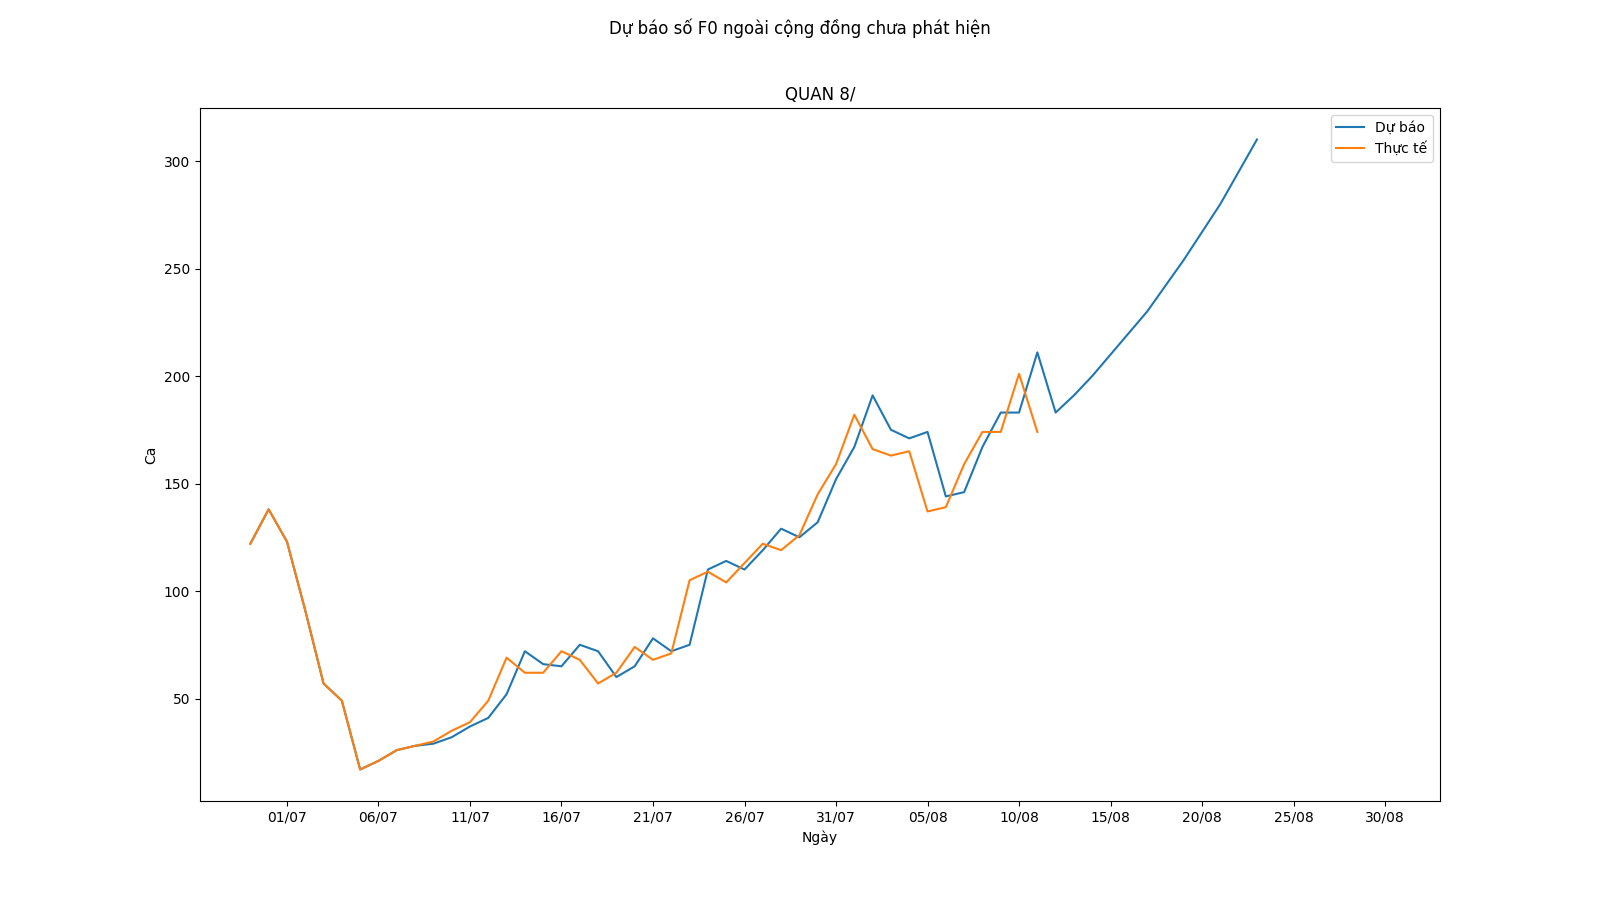 Dự báo số F0 ngoài cộng đồng chưa phát hiện
QUAN 8/
Dự báo
Thực tế
300
250
200
150
100
50
Ca
01/07 06/07 11/07 16/07 21/07 26/07 31/07 05/08 10/08 15/08 20/08 25/08 30/08
Ngày